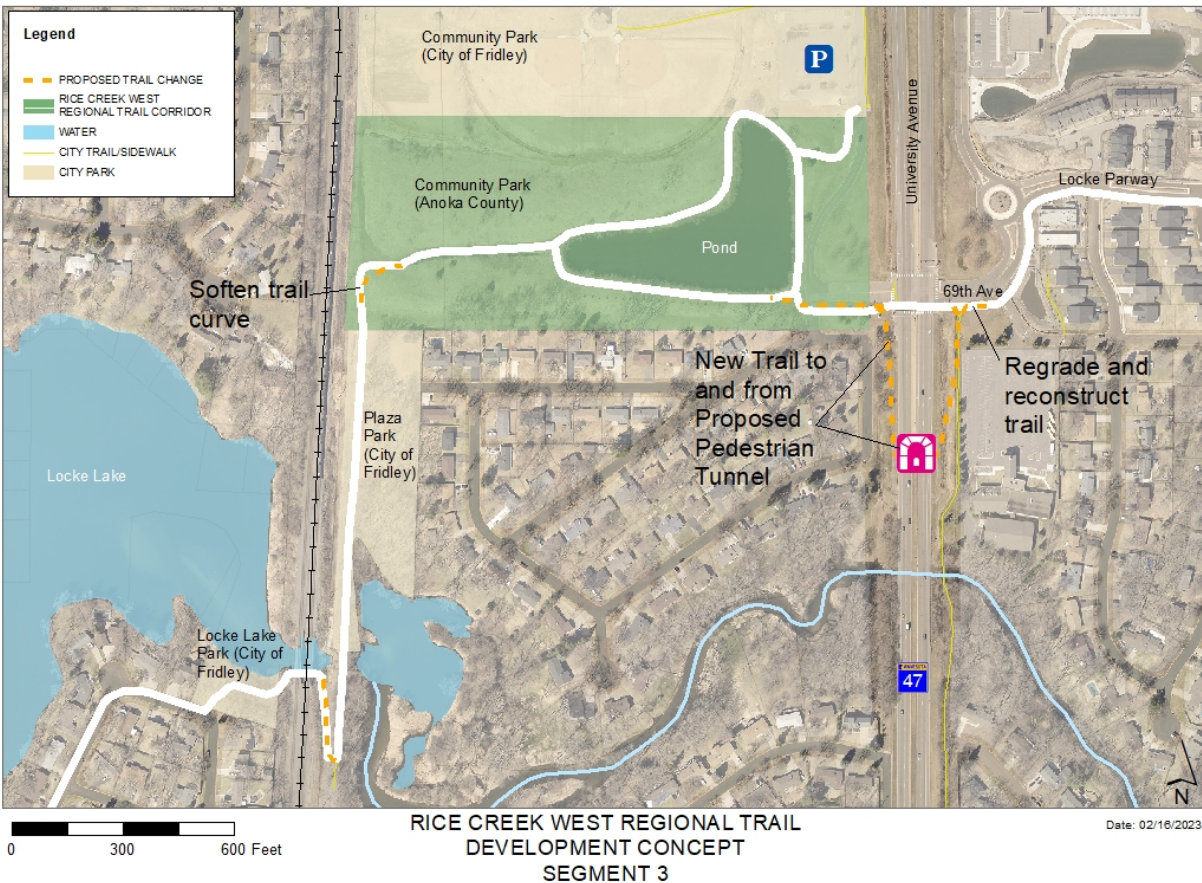 Legend
PROPOSED TRAIL CHANGE
RICE CREEK WEST
REGIONAL TRAIL CORRIDOR
WATER
CITY TRAIL/SIDEWALK
CITY PARK
Community Park
(City of Fridley)
P
University Avenue
Locke Parway
Community Park
(Anoka County)
Pond
Soften trail
curve
69th Ave
New Trail to
and from
Proposed
Pedestrian
Tunnel
Regrade and
reconstruct
trail
Plaza
Park
(City of
Fridley)
Locke Lake
Locke Lake
Park (City of
Fridley)
MINNESOTA
47
N
0 300 600 Feet
RICE CREEK WEST REGIONAL TRAIL
DEVELOPMENT CONCEPT
SEGMENT 3
Date: 02/16/2023